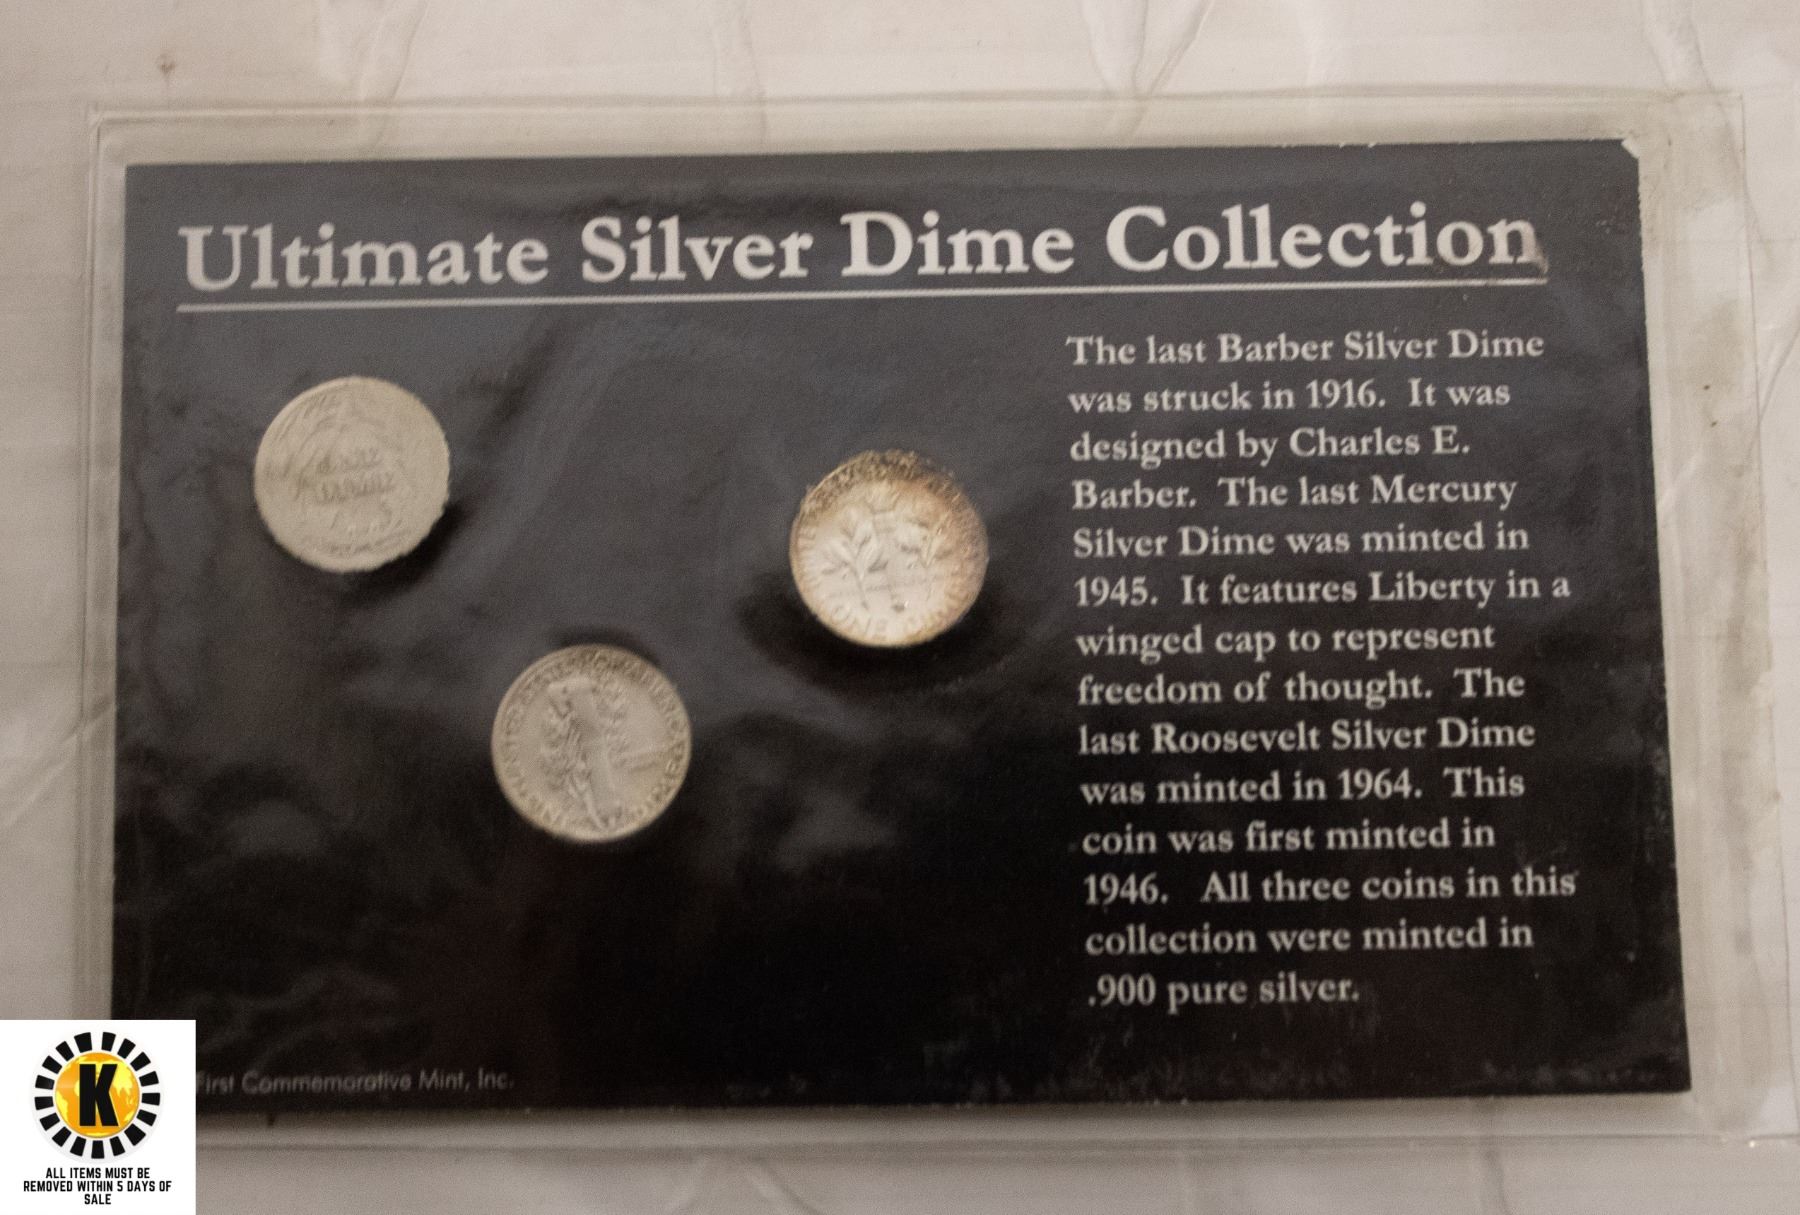 Ultimate Silver Dime Collection
The last Barber Silver Dime
was struck in 1916. It was
designed by Charles E.
Barber. The last Mercury
Silver Dime was minted in
1945. It features Liberty in a
winged cap to represent
freedom of thought. The
last Roosevelt Silver Dime
was minted in 1964. This
coin was first minted in
1946. All three coins in this
collection were minted in
.900 pure silver.
ONE
First Commemorative Mint, Inc.
K
ALL ITEMS MUST BE
REMOVED WITHIN 5 DAYS OF
SALE